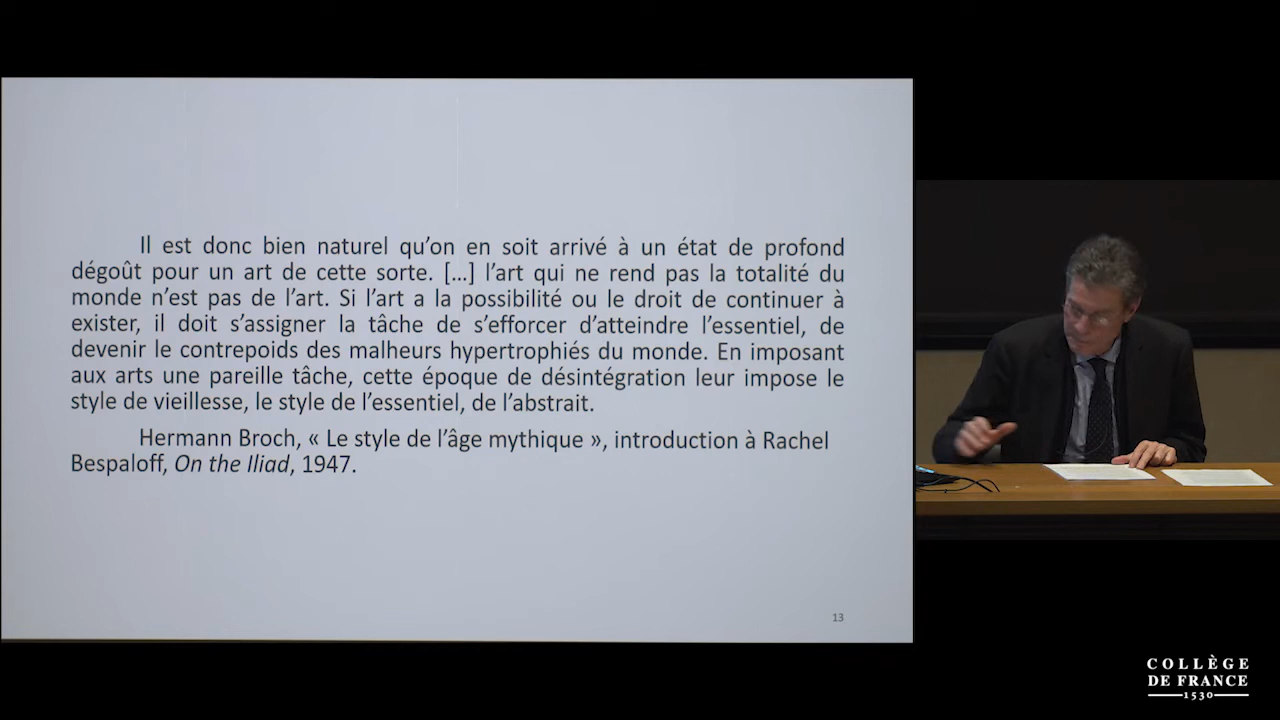 Il est donc bien naturel qu’on en soit arrivé à un état de profond
dégoût pour un art de cette sorte. […] l’art qui ne rend pas la totalité du
monde n’est pas de l’art. Si l’art a la possibilité ou le droit de continuer à
exister, il doit s’assigner la tâche de s’efforcer d’atteindre l’essentiel, de
devenir le contrepoids des malheurs hypertrophiés du monde. En imposant
aux arts une pareille tâche, cette époque de désintégration leur impose le
style de vieillesse, le style de l’essentiel, de l’abstrait.
Hermann Broch, « Le style de l’âge mythique », introduction à Rachel
Bespaloff, On the Iliad, 1947.
13
COLLÈGE
DE FRANCE
1530